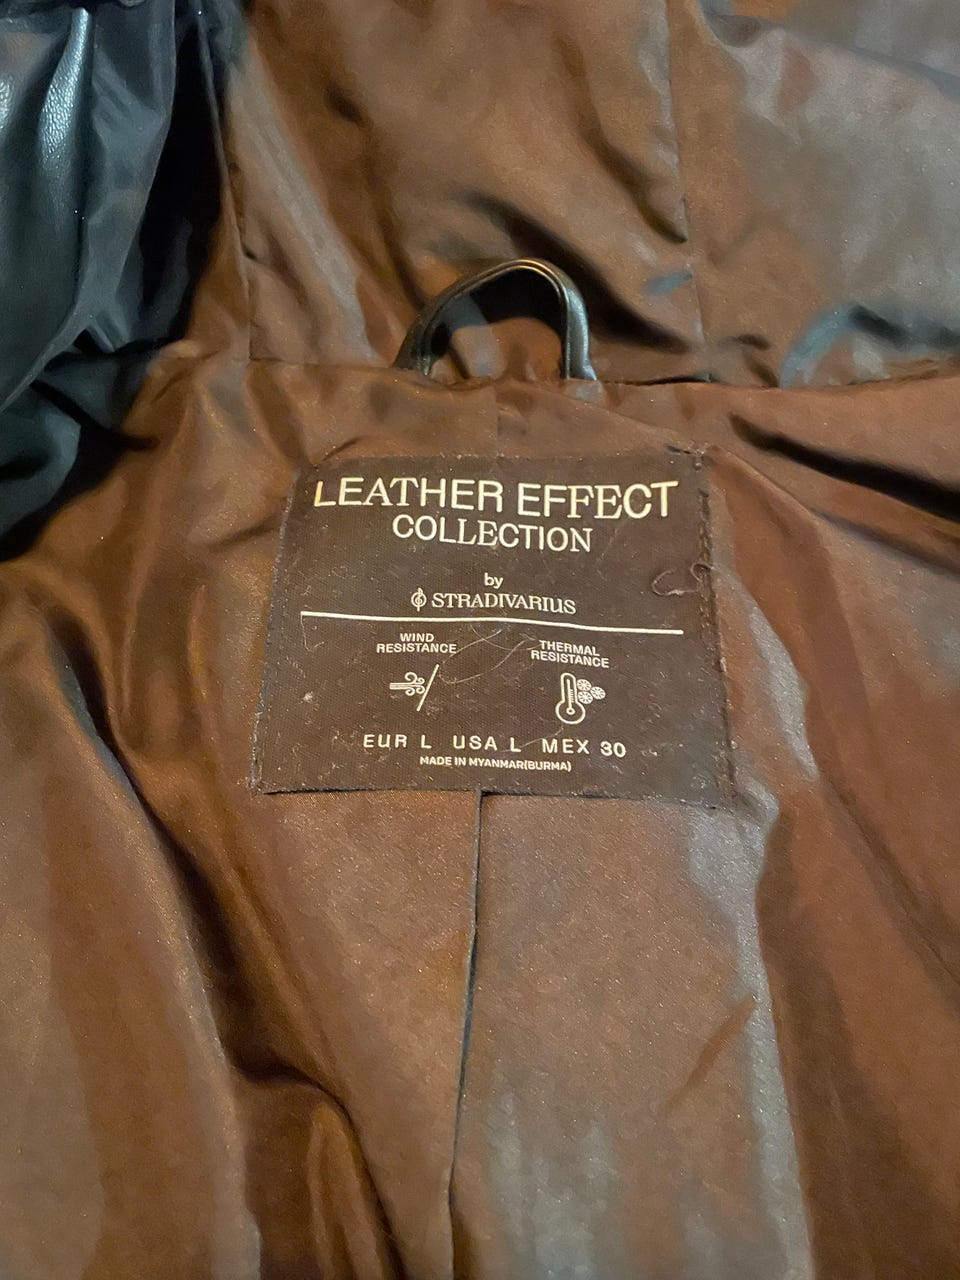 LEATHER EFFECT
COLLECTION
by
STRADIVARIUS
WIND
RESISTANCE
THERMAL
RESISTANCE
EUR L USA L MEX 30
MADE IN MYANMAR(BURMA)